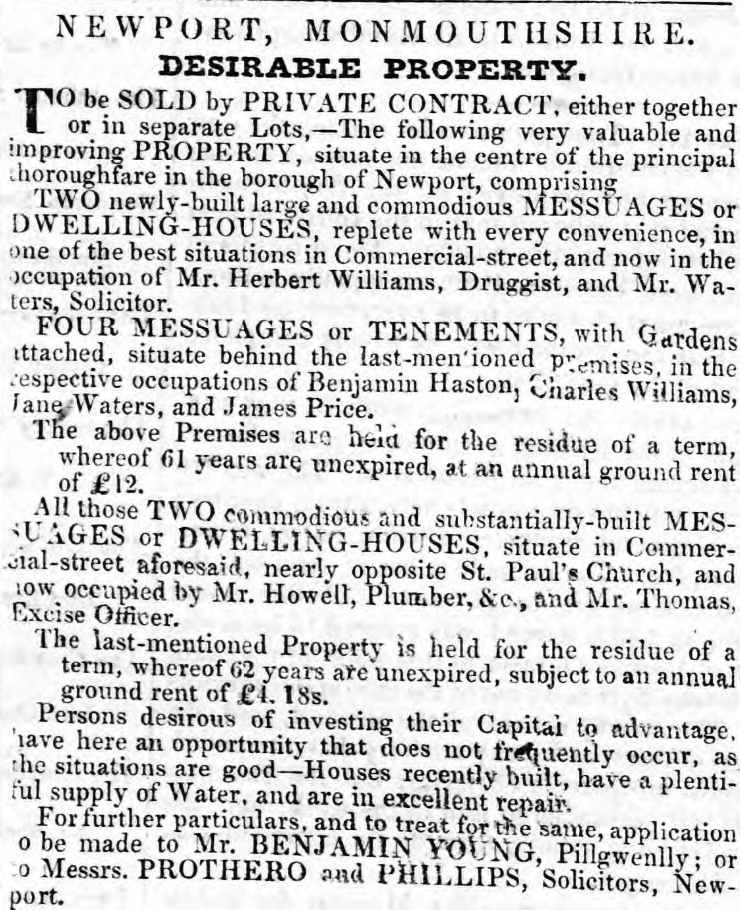 NEWPORT, MONMOUTHSHIRE.
DESIRABLE PROPERTY.
TO be SOLD by PRIVATE CONTRACT, either together
or in separate Lots,—The following very valuable and
improving PROPERTY, situate in the centre of the principal
thoroughfare in the borough of Newport, comprising
TWO newly-built large and commodious MESSUAGES or
DWELLING-HOUSES, replete with every convenience, in
one of the best situations in Commercial-street, and now in the
occupation of Mr. Herbert Williams, Druggist, and Mr. Wa-
ters, Solicitor.
FOUR MESSUAGES or TENEMENTS, with Gardens
attached, situate behind the last-men'ioned premises, in the
respective occupations of Benjamin Haston, Charles Williams,
Jane Waters, and James Price.
The above Premises are held for the residue of a term,
whereof 61 years are unexpired, at an annual ground rent
of £12.
All those TWO commodious and substantially-built MES-
SUAGES or DWELLING-HOUSES, situate in Commer-
cial-street aforesaid, nearly opposite St. Paul's Church, and
now occupied by Mr. Howell, Plumber, &c., and Mr. Thomas,
Excise Officer.
The last-mentioned Property is held for the residue of a
term, whereof 62 years are unexpired, subject to an annual
ground rent of £4. 18s.
Persons desirous of investing their Capital to advantage,
have here an opportunity that does not frequently occur, as
the situations are good—Houses recently built, have a plenti-
ful supply of Water, and are in excellent repair.
For further particulars, and to treat for the same, application
to be made to Mr. BENJAMIN YOUNG, Pillgwenlly; or
to Messrs. PROTHERO and PHILLIPS, Solicitors, New-
port.